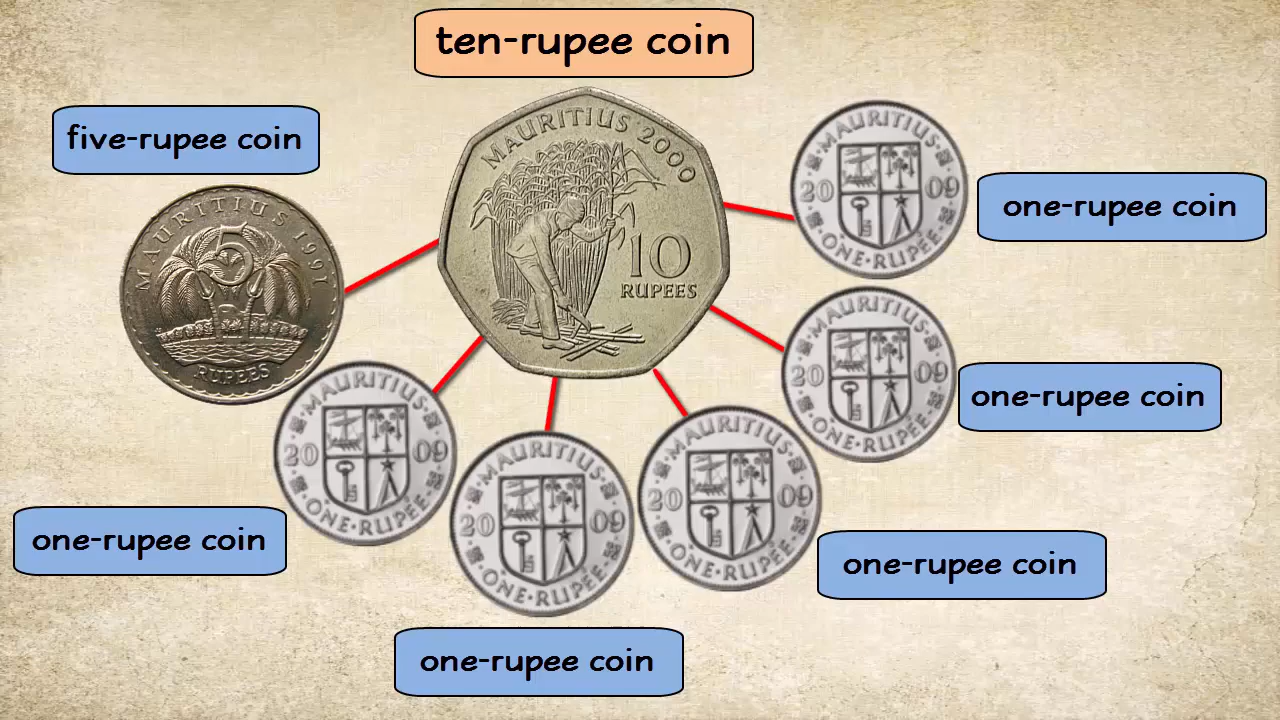 ten-rupee coin
five-rupee coin
MAURITIUS 1991
5
RUPEES
MAURITIUS 2000
10
RUPEES
MAURITIUS
20 09
ONE·RUPEE
one-rupee coin
MAURITIUS
20 09
ONE·RUPEE
one-rupee coin
MAURITIUS
20 09
ONE·RUPEE
one-rupee coin
MAURITIUS
20 09
ONE·RUPEE
one-rupee coin
MAURITIUS
20 09
ONE·RUPEE
one-rupee coin